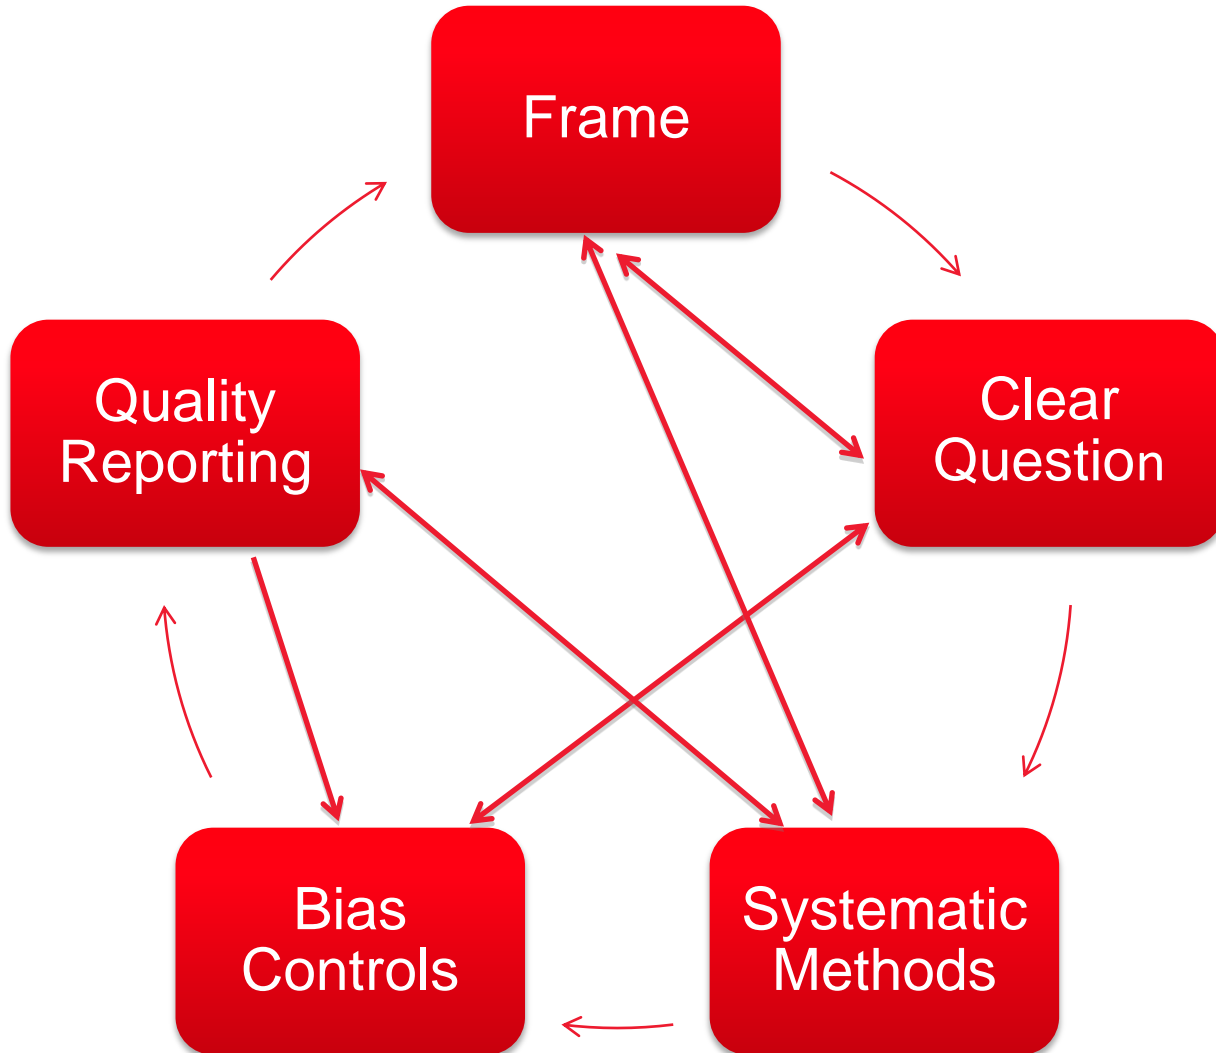 Frame
Clear
Question
Systematic
Methods
Bias
Controls
Quality
Reporting